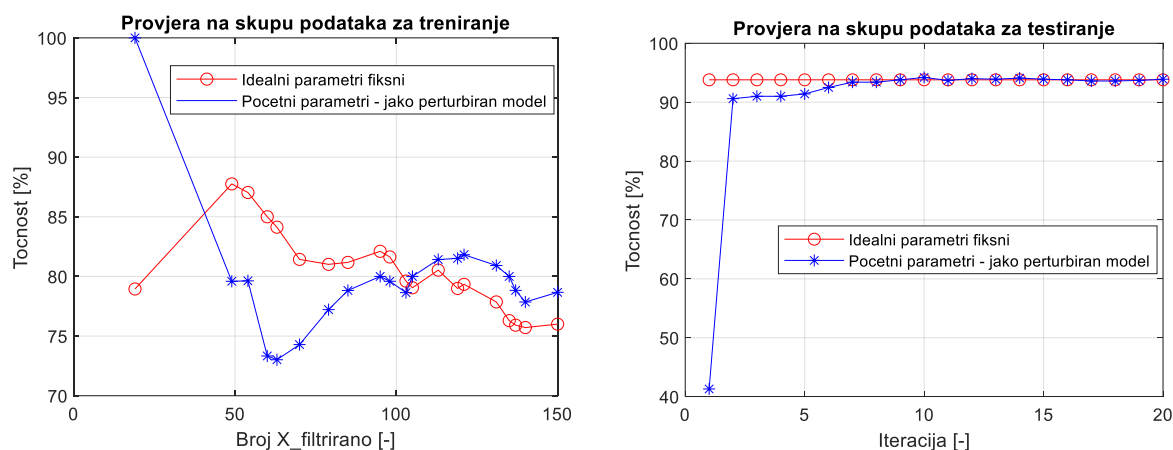 Provjera na skupu podataka za treniranje
Tocnost [%]
100
95
90
85
80
75
70
Idealni parametri fiksni
Pocetni parametri - jako perturbiran model
0
50
100
150
Broj X_filtrirano [-]
Provjera na skupu podataka za testiranje
Tocnost [%]
100
90
80
70
60
50
40
Idealni parametri fiksni
Pocetni parametri - jako perturbiran model
0
5
10
15
20
Iteracija [-]